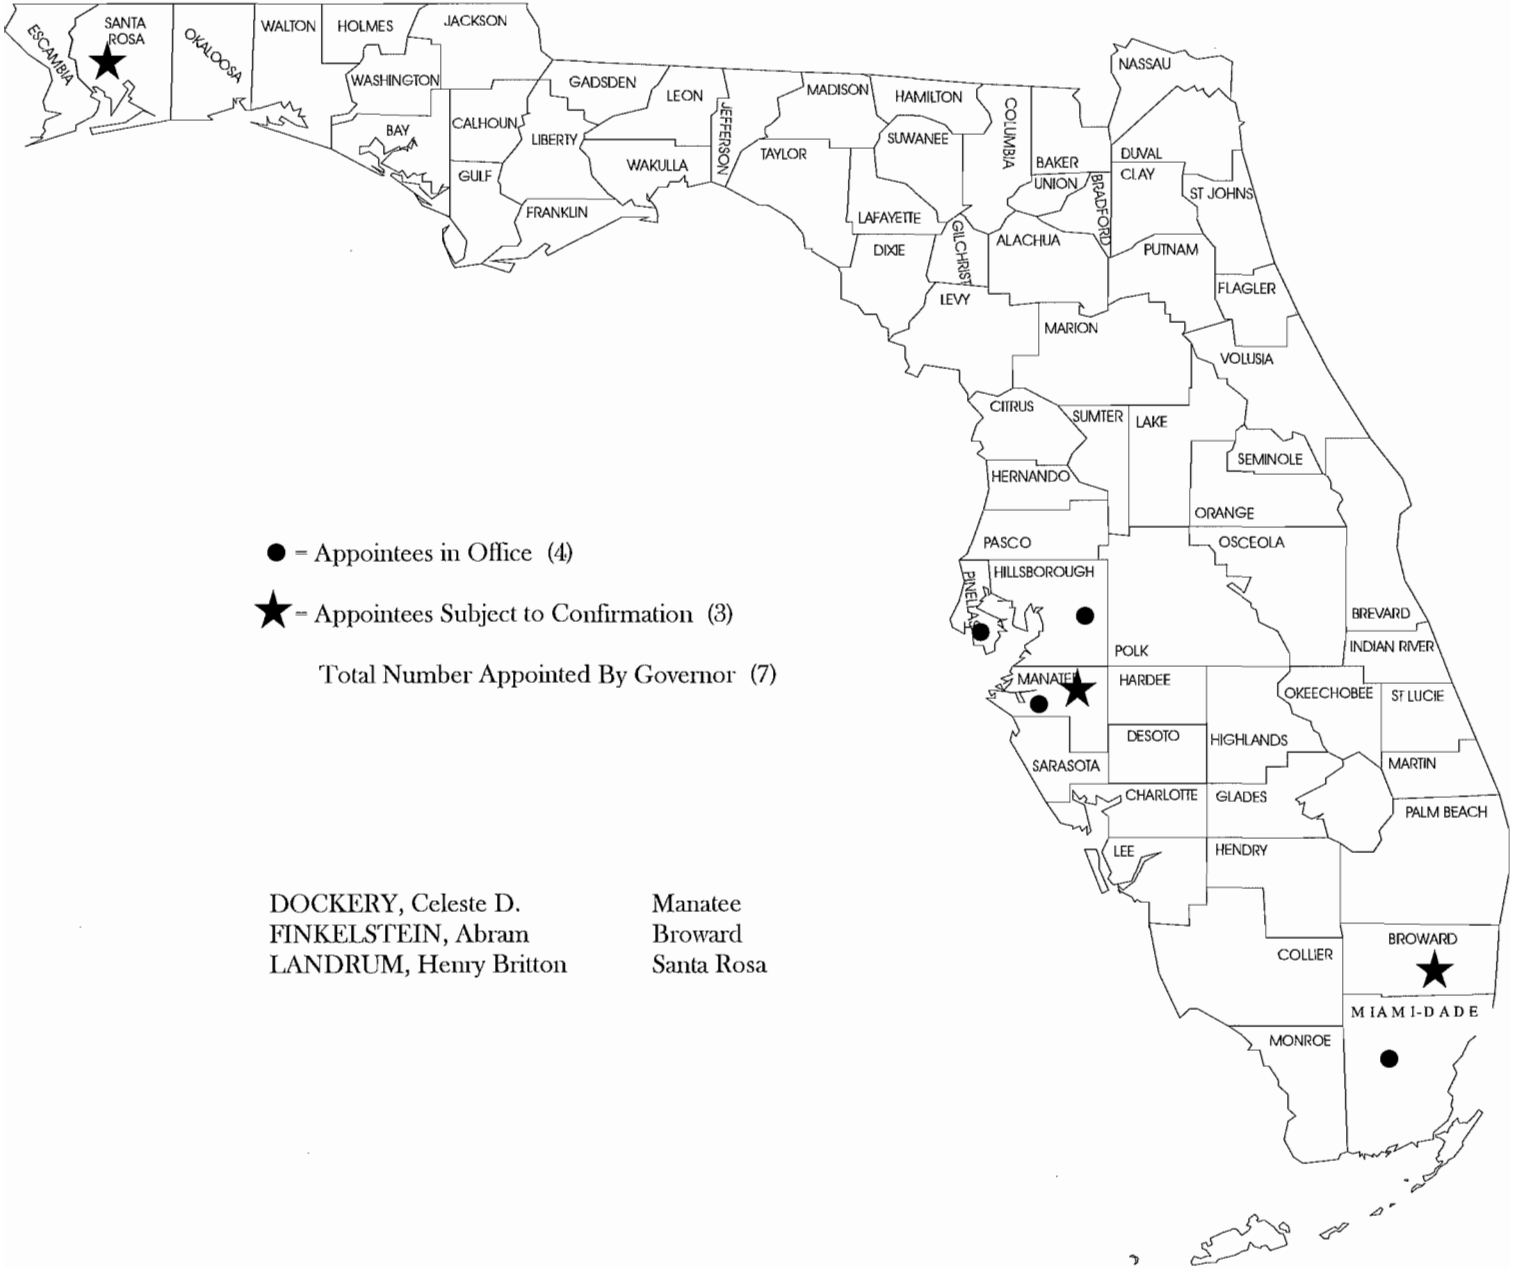 ESCAMBIA
SANTA
ROSA
OKALOOSA
WALTON
HOLMES
JACKSON
WASHINGTON
BAY
CALHOUN
GULF
GADSDEN
LIBERTY
FRANKLIN
LEON
WAKULLA
JEFFERSON
MADISON
TAYLOR
HAMILTON
SUWANEE
LAFAYETTE
DIXIE
COLUMBIA
GILCHRIST
BAKER
UNION
BRADFORD
ALACHUA
NASSAU
DUVAL
CLAY
ST JOHNS
PUTNAM
FLAGLER
LEVY
MARION
VOLUSIA
CITRUS
SUMTER
LAKE
SEMINOLE
HERNANDO
ORANGE
PASCO
OSCEOLA
HILLSBOROUGH
PINELLAS
BREVARD
POLK
INDIAN RIVER
MANATEE
HARDEE
OKEECHOBEE
ST LUCIE
DESOTO
HIGHLANDS
SARASOTA
MARTIN
CHARLOTTE
GLADES
PALM BEACH
LEE
HENDRY
COLLIER
BROWARD
MIAMI-DADE
MONROE
= Appointees in Office (4)
= Appointees Subject to Confirmation (3)
Total Number Appointed By Governor (7)
DOCKERY, Celeste D. Manatee
FINKELSTEIN, Abram Broward
LANDRUM, Henry Britton Santa Rosa